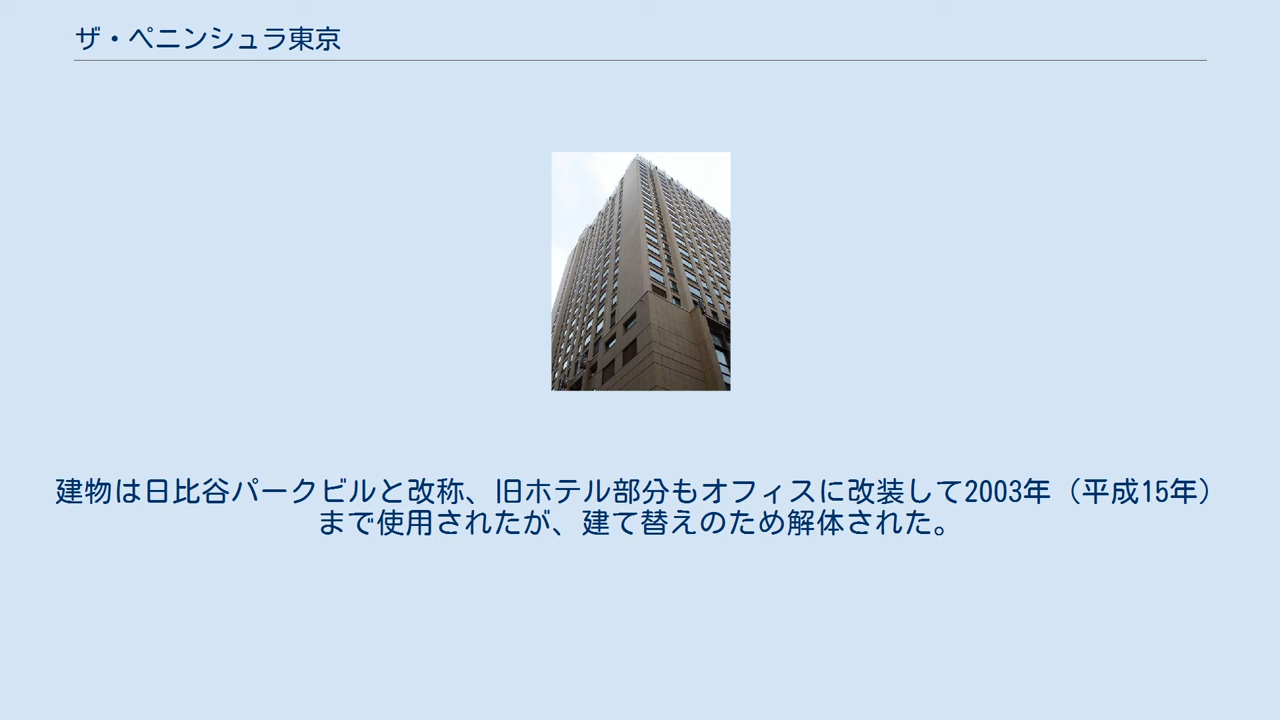 ザ・ペニンシュラ東京
建物は日比谷パークビルと改称、旧ホテル部分もオフィスに改装して2003年（平成15年）
まで使用されたが、建て替えのため解体された。